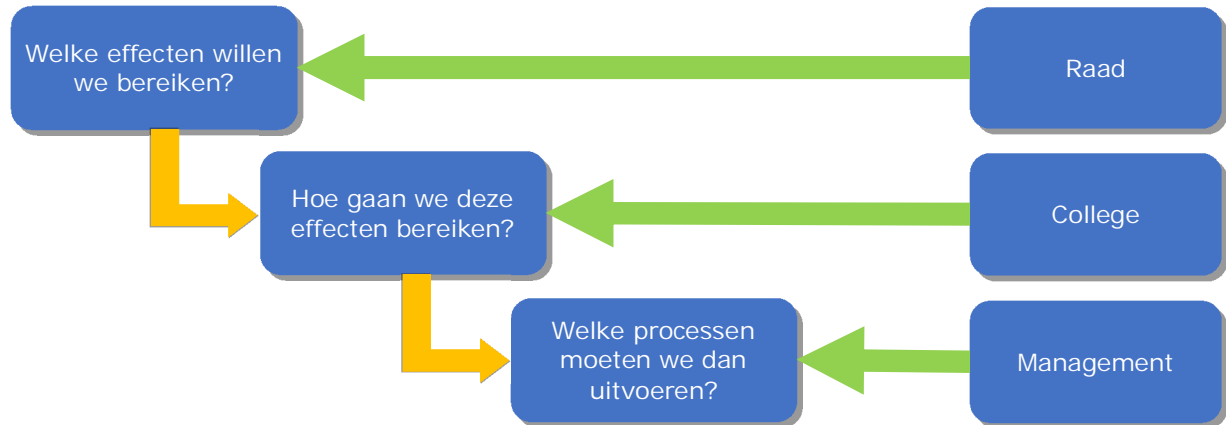 Welke effecten willen
we bereiken?
Raad
Hoe gaan we deze
effecten bereiken?
College
Welke processen
moeten we dan
uitvoeren?
Management